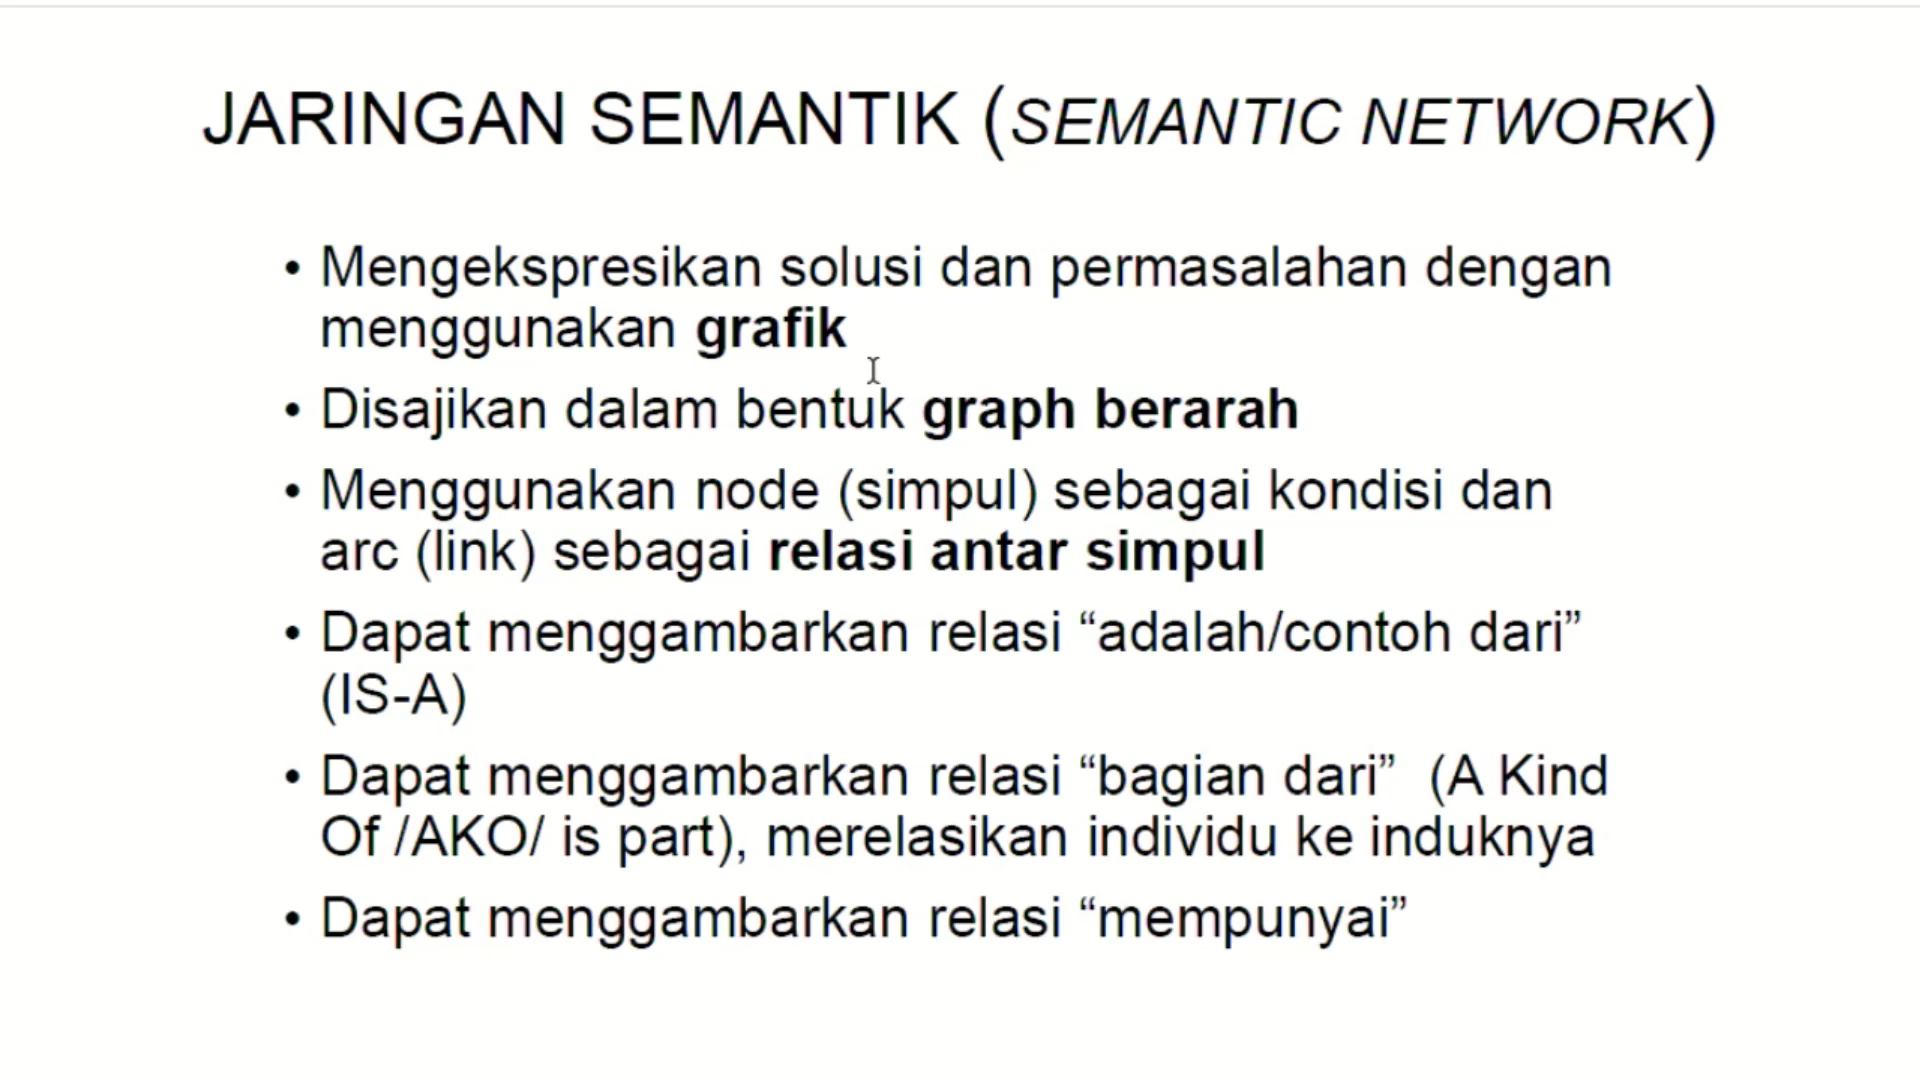 JARINGAN SEMANTIK (SEMANTIC NETWORK)
• Mengekspresikan solusi dan permasalahan dengan
menggunakan grafik
• Disajikan dalam bentuk graph berarah
• Menggunakan node (simpul) sebagai kondisi dan
arc (link) sebagai relasi antar simpul
• Dapat menggambarkan relasi “adalah/contoh dari”
(IS-A)
• Dapat menggambarkan relasi “bagian dari”  (A Kind
Of /AKO/ is part), merelasikan individu ke induknya
• Dapat menggambarkan relasi “mempunyai”